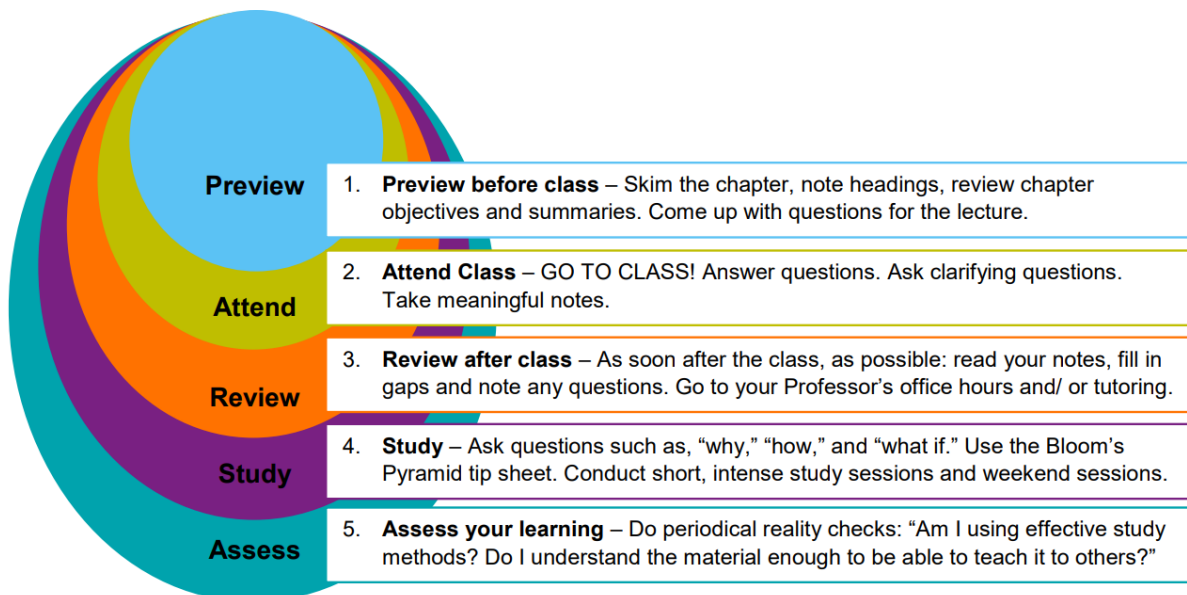 Preview
1. Preview before class – Skim the chapter, note headings, review chapter
objectives and summaries. Come up with questions for the lecture.
Attend
2. Attend Class – GO TO CLASS! Answer questions. Ask clarifying questions.
Take meaningful notes.
Review
3. Review after class – As soon after the class, as possible: read your notes, fill in
gaps and note any questions. Go to your Professor’s office hours and/ or tutoring.
Study
4. Study – Ask questions such as, “why,” “how,” and “what if.” Use the Bloom’s
Pyramid tip sheet. Conduct short, intense study sessions and weekend sessions.
Assess
5. Assess your learning – Do periodical reality checks: “Am I using effective study
methods? Do I understand the material enough to be able to teach it to others?”